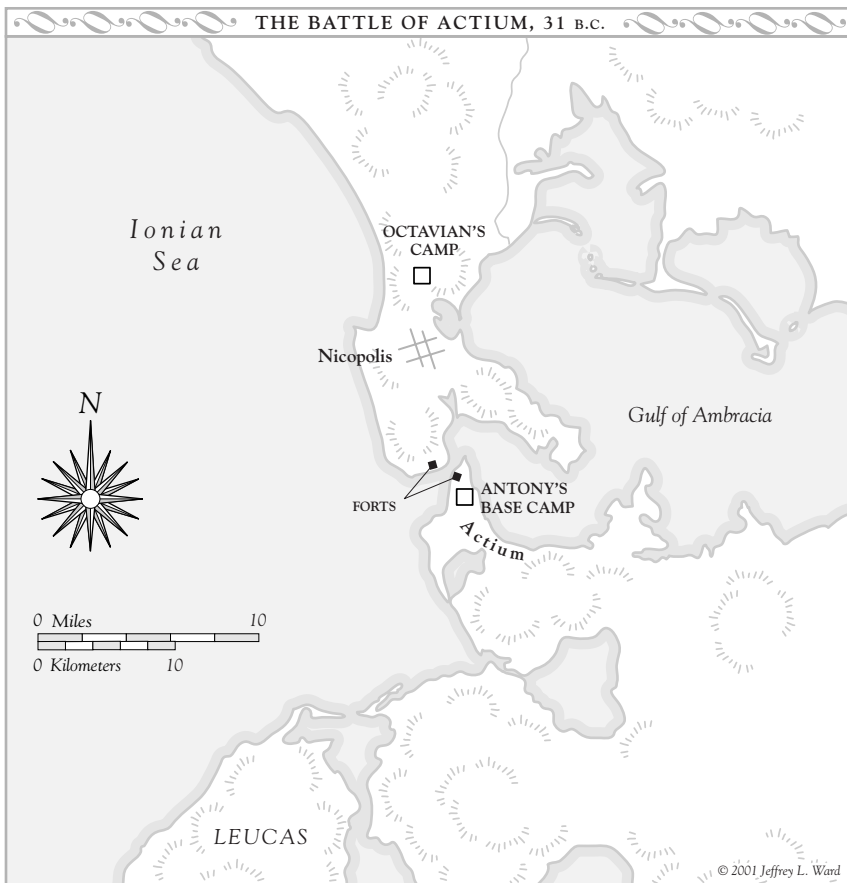 THE BATTLE OF ACTIUM, 31 B.C.
Ionian
Sea
OCTAVIAN'S
CAMP
Nicopolis
Gulf of Ambracia
N
FORTS
ANTONY'S
BASE CAMP
Actium
0 Miles 10
0 Kilometers 10
LEUCAS
© 2001 Jeffrey L. Ward